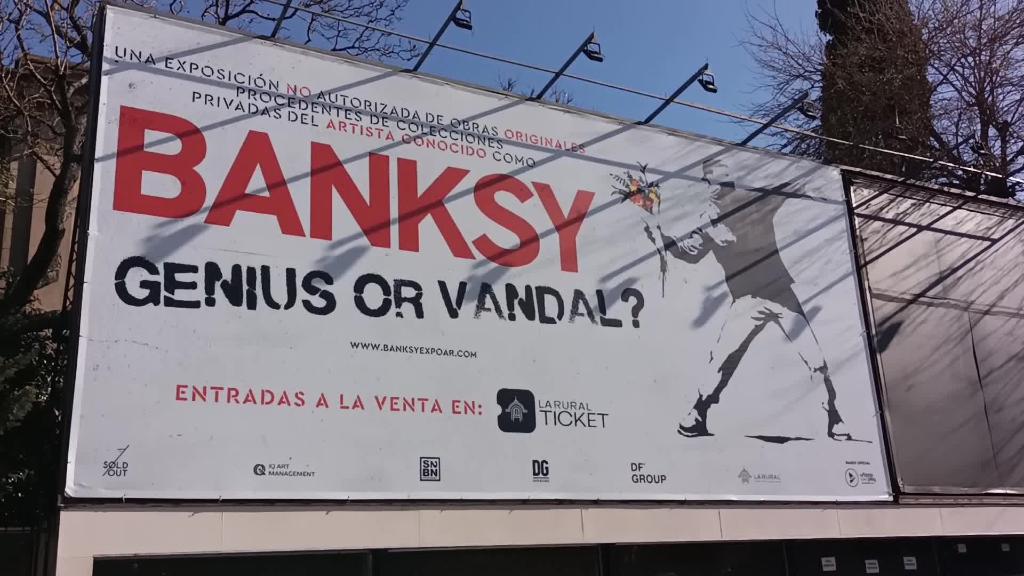 UNA EXPOSICIÓN NO AUTORIZADA DE OBRAS ORIGINALES
PROCEDENTES DE COLECCIONES
PRIVADAS DEL ARTISTA CONOCIDO COMO
BANKSY
GENIUS OR VANDAL?
WWW.BANKSYEXPOAR.COM
ENTRADAS A LA VENTA EN:
LA RURAL
TICKET
SOLD
OUT
IQ ART
MANAGEMENT
SN
BN
DG
DF
GROUP
LA RURAL